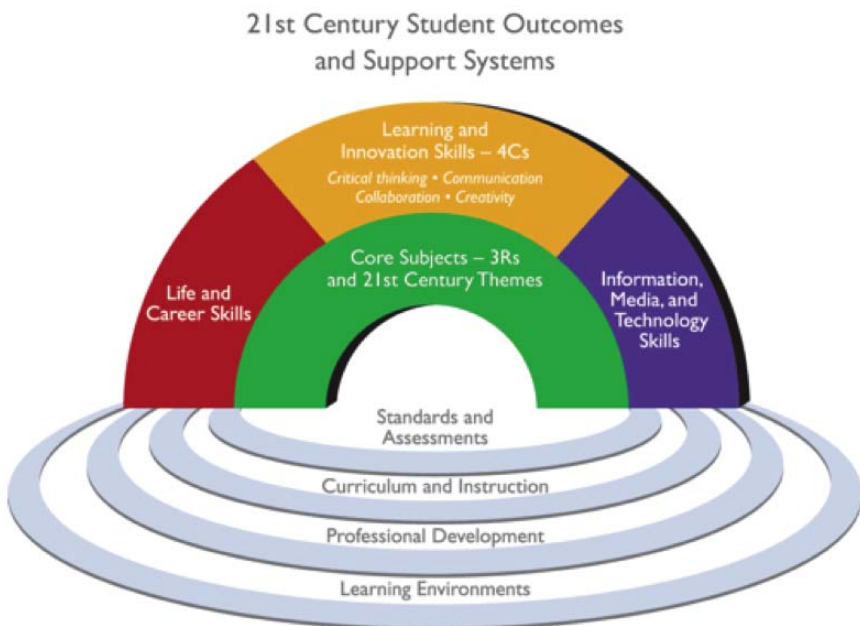 21st Century Student Outcomes
and Support Systems
Learning and
Innovation Skills – 4Cs
Critical thinking • Communication
Collaboration • Creativity
Core Subjects – 3Rs
and 21st Century Themes
Life and
Career Skills
Information,
Media, and
Technology
Skills
Standards and
Assessments
Curriculum and Instruction
Professional Development
Learning Environments